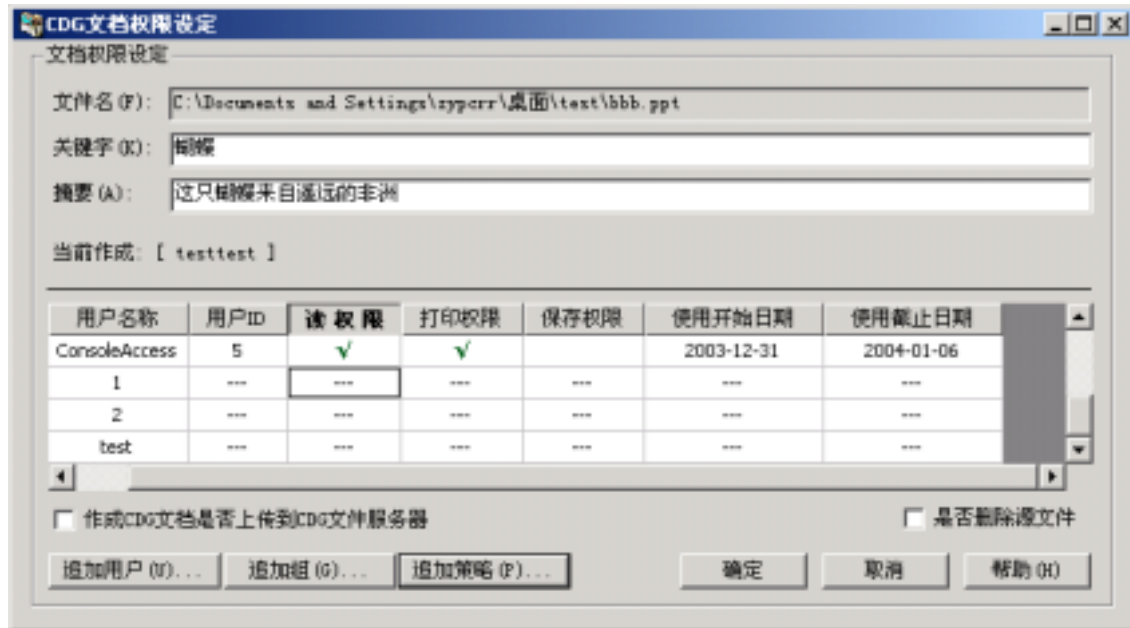 CDG文档权限设定
文档权限设定
文件名(F): C:\Documents and Settings\zypcrr\桌面\test\bbb.ppt
关键字(K): 蝴蝶
摘要(A): 这只蝴蝶来自遥远的非洲
当前作成: [ testtest ]
用户名称 用户ID 读权限 打印权限 保存权限 使用开始日期 使用截止日期
ConsoleAccess 5 √ √ 2003-12-31 2004-01-06
1 --- --- --- --- --- ---
2 --- --- --- --- --- ---
test --- --- --- --- --- ---
作成CDG文档是否上传到CDG文件服务器 是否删除源文件
追加用户(U)... 追加组(G)... 追加策略(P)... 确定 取消 帮助(H)